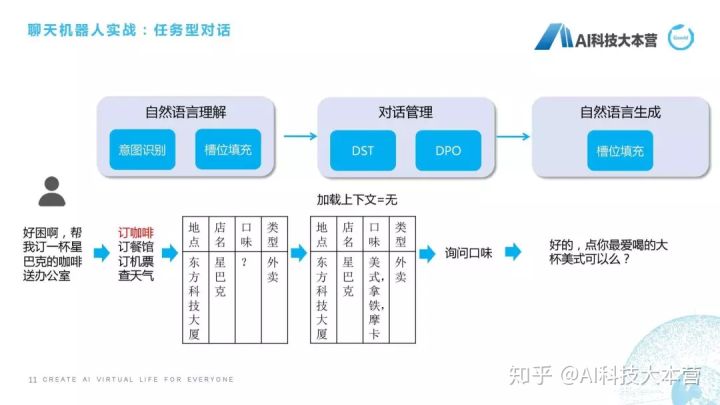 聊天机器人实战：任务型对话
AI科技大本营
自然语言理解
对话管理
自然语言生成
意图识别
槽位填充
DST
DPO
槽位填充
加载上下文=无
好困啊，帮
我订一杯星
巴克的咖啡
送办公室
订咖啡
订餐馆
订机票
查天气
地点
店名
口味
类型
东方科技大厦
星巴克
？
外卖
地点
店名
口味
类型
东方科技大厦
星巴克
美式，拿铁，摩卡
外卖
询问口味
好的，点你最爱喝的大
杯美式可以么？
11 CREATE AI VIRTUAL LIFE FOR EVERYONE
知乎 @AI科技大本营